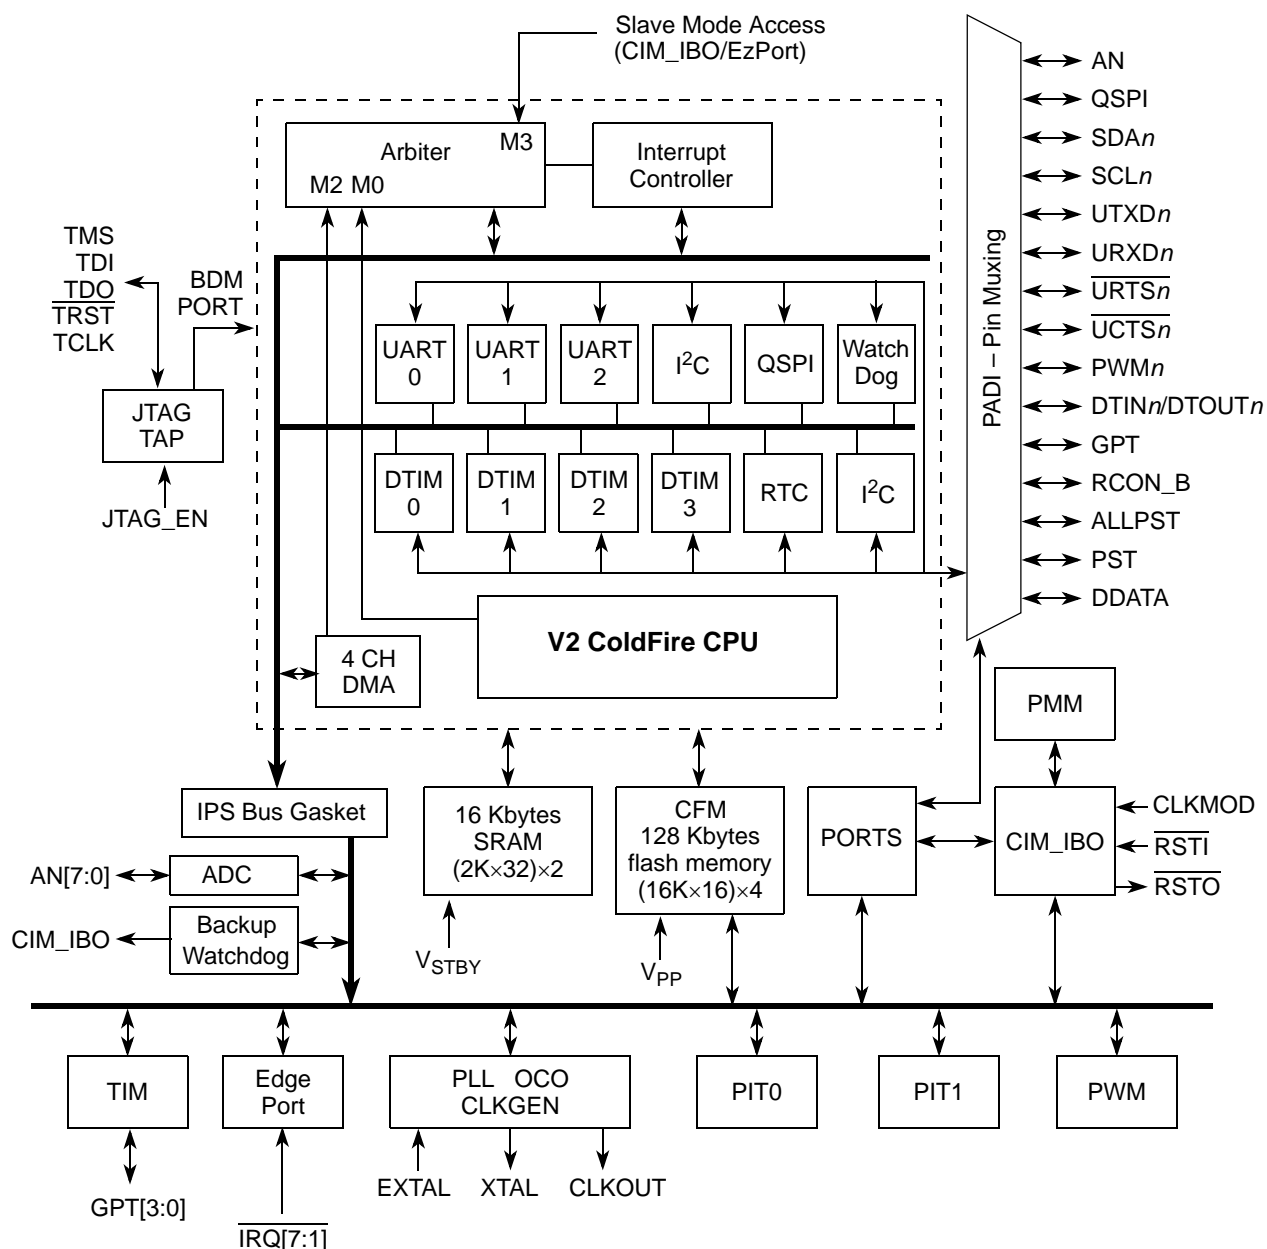 Slave Mode Access
(CIM_IBO/EzPort)
Arbiter
M3
M2 M0
Interrupt
Controller
TMS
TDI
TDO
TRST
TCLK
BDM
PORT
JTAG
TAP
JTAG_EN
UART
0
UART
1
UART
2
I²C
QSPI
Watch
Dog
DTIM
0
DTIM
1
DTIM
2
DTIM
3
RTC
I²C
V2 ColdFire CPU
4 CH
DMA
PADI – Pin Muxing
AN
QSPI
SDAn
SCLn
UTXDn
URXDn
URTSn
UCTSn
PWMn
DTINn/DTOUTn
GPT
RCON_B
ALLPST
PST
DDATA
PMM
IPS Bus Gasket
16 Kbytes
SRAM
(2K×32)×2
CFM
128 Kbytes
flash memory
(16K×16)×4
PORTS
CIM_IBO
CLKMOD
RSTI
RSTO
AN[7:0]
ADC
CIM_IBO
Backup
Watchdog
VSTBY
VPP
TIM
Edge
Port
PLL OCO
CLKGEN
PIT0
PIT1
PWM
GPT[3:0]
IRQ[7:1]
EXTAL
XTAL
CLKOUT